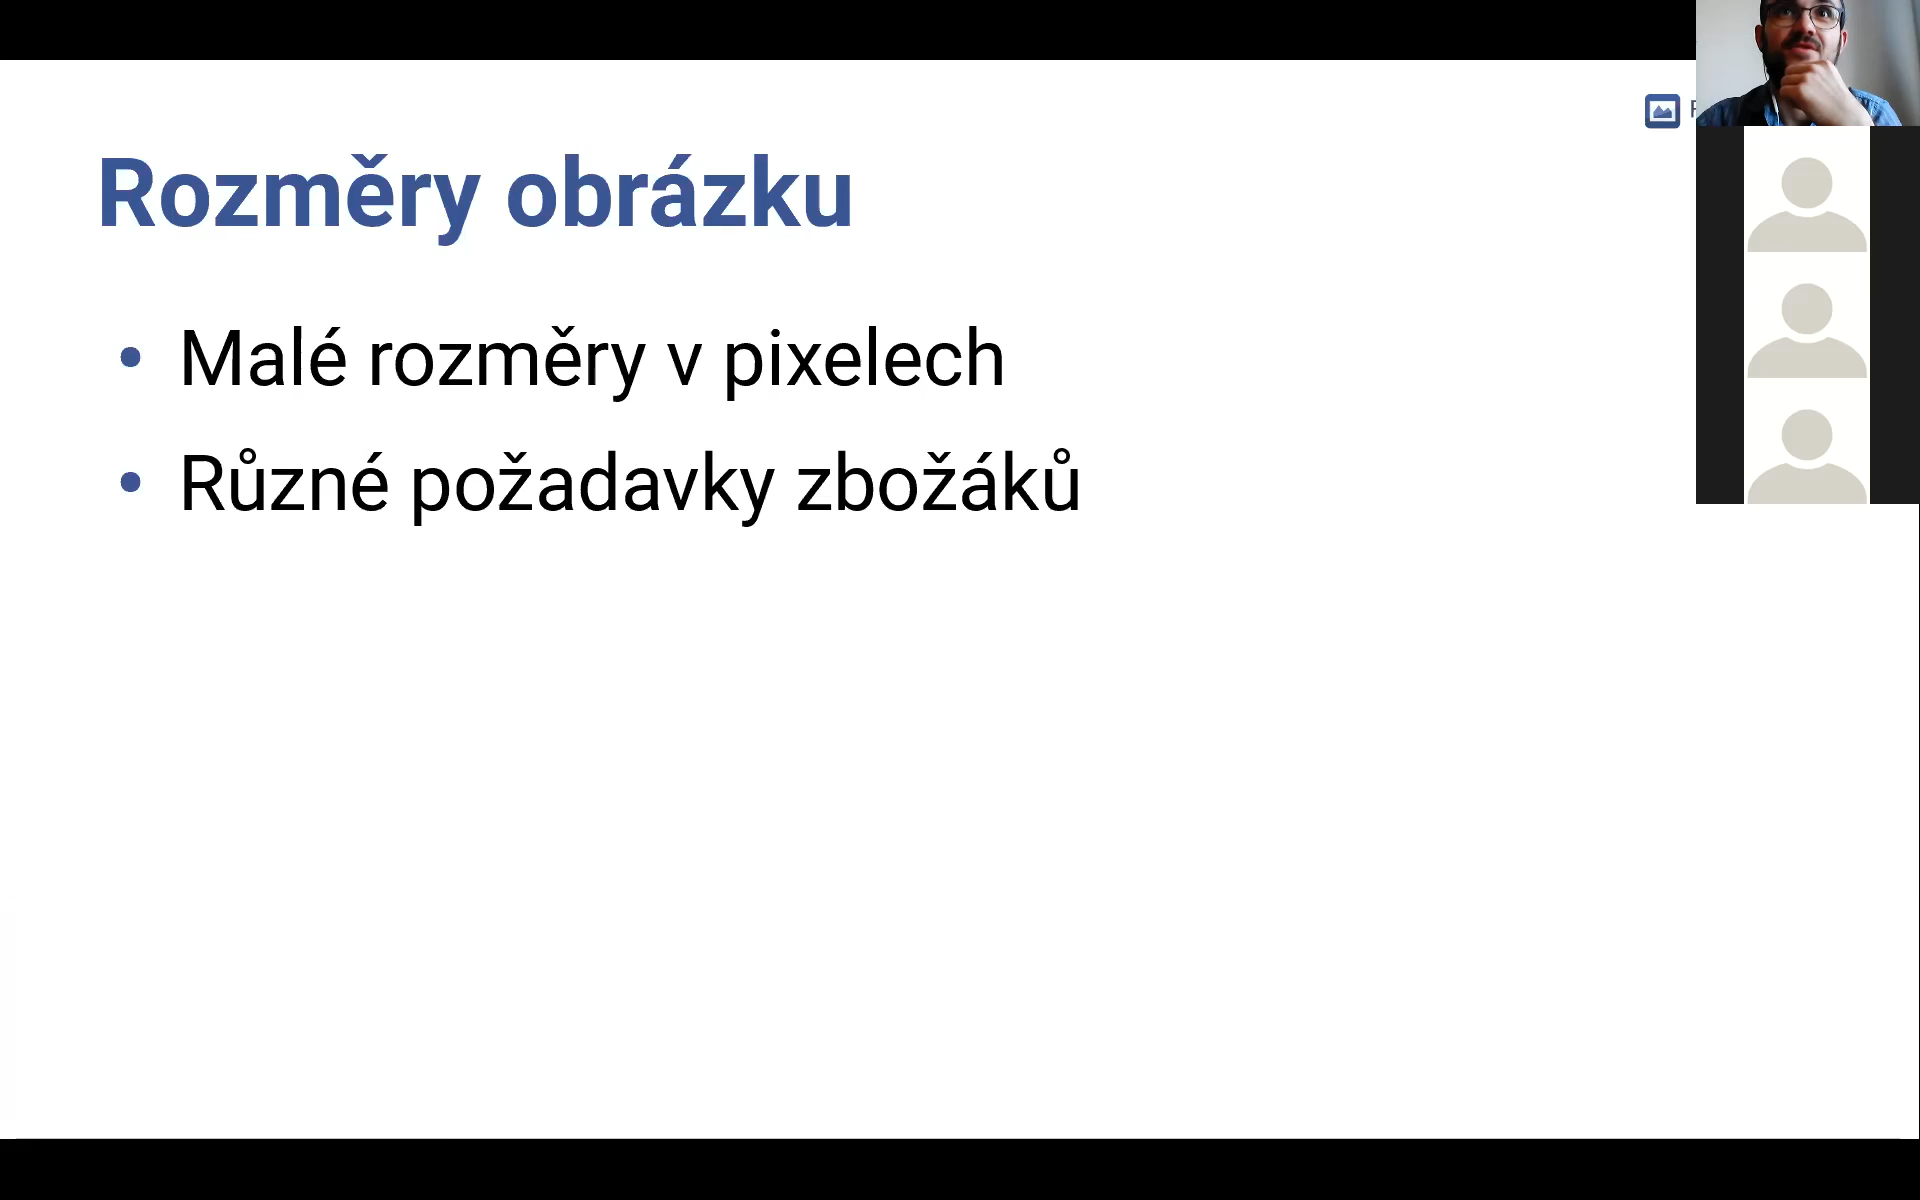 Rozměry obrázku
• Malé rozměry v pixelech
• Různé požadavky zbožáků